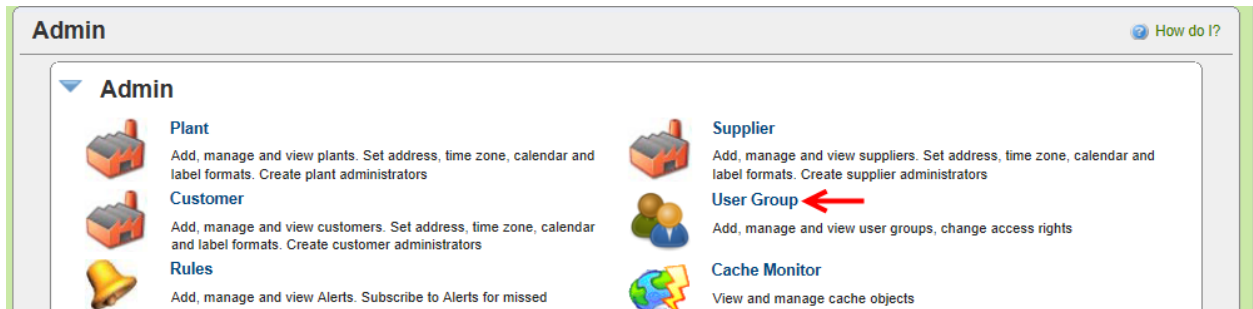 Admin
How do I?
Admin
Plant
Add, manage and view plants. Set address, time zone, calendar and
label formats. Create plant administrators
Supplier
Add, manage and view suppliers. Set address, time zone, calendar and
label formats. Create supplier administrators
Customer
Add, manage and view customers. Set address, time zone, calendar
and label formats. Create customer administrators
User Group
Add, manage and view user groups, change access rights
Rules
Add, manage and view Alerts. Subscribe to Alerts for missed
Cache Monitor
View and manage cache objects